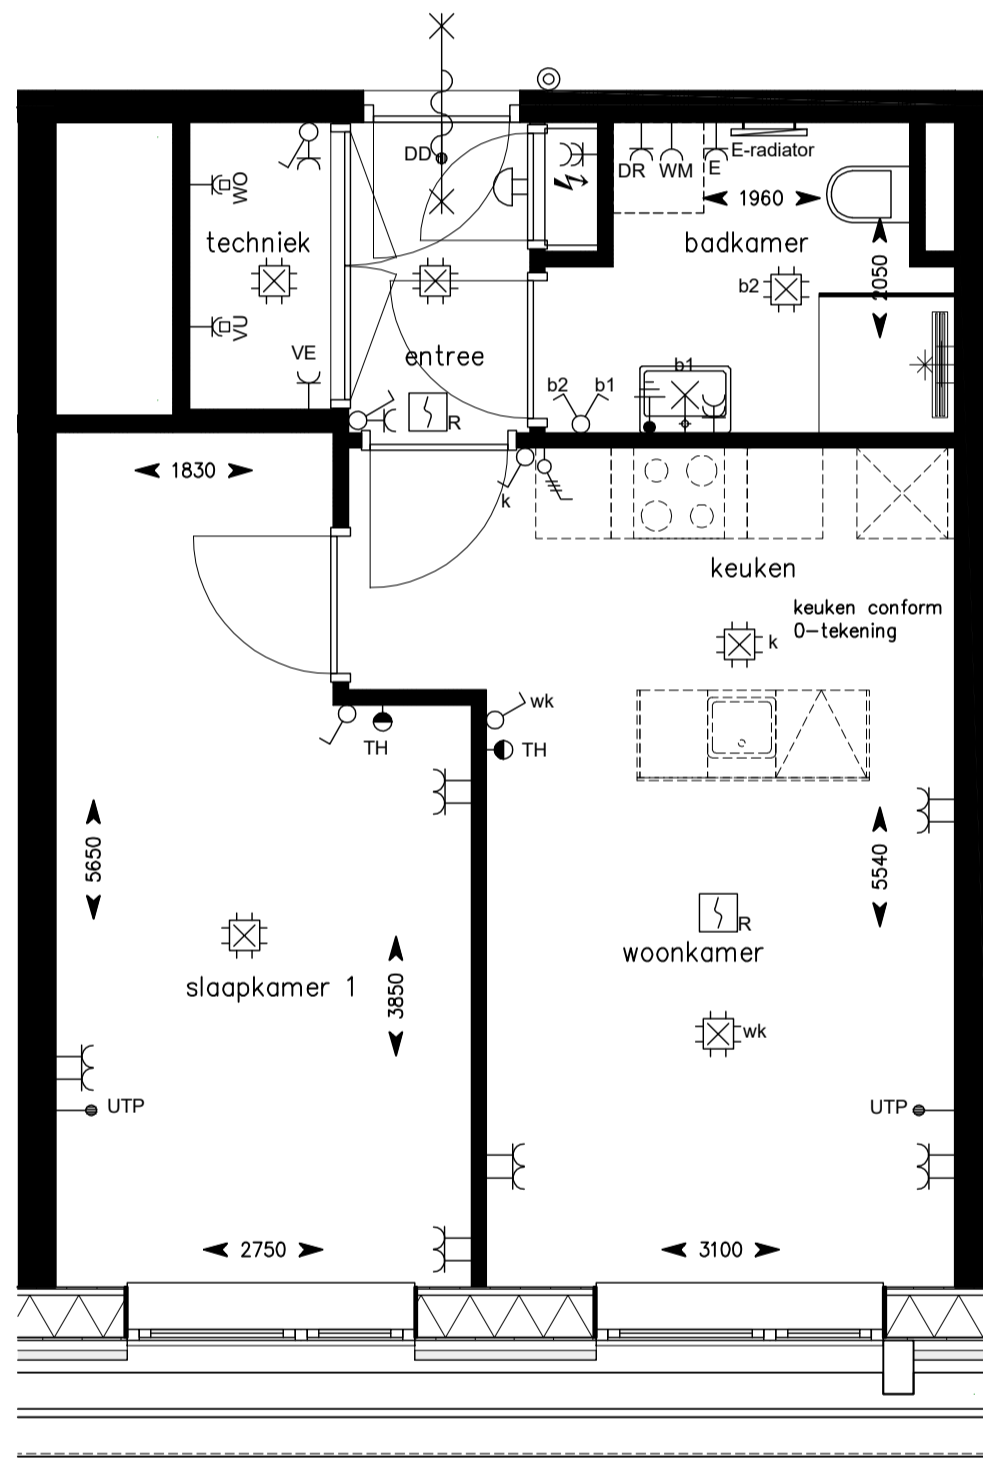 DD
E-radiator
DR WM E
WO
1960
techniek
badkamer
2050
b2
VU
VE
entree
b1
b2 b1
R
1830
k
keuken
keuken conform
0-tekening
k
wk
TH
TH
5650
5540
R
woonkamer
slaapkamer 1
3850
wk
UTP
UTP
2750
3100